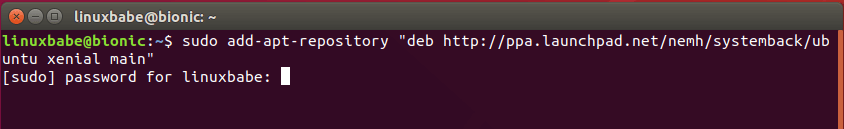 linuxbabe@bionic: ~
linuxbabe@bionic:~$ sudo add-apt-repository "deb http://ppa.launchpad.net/nemh/systemback/ub
untu xenial main"
[sudo] password for linuxbabe: